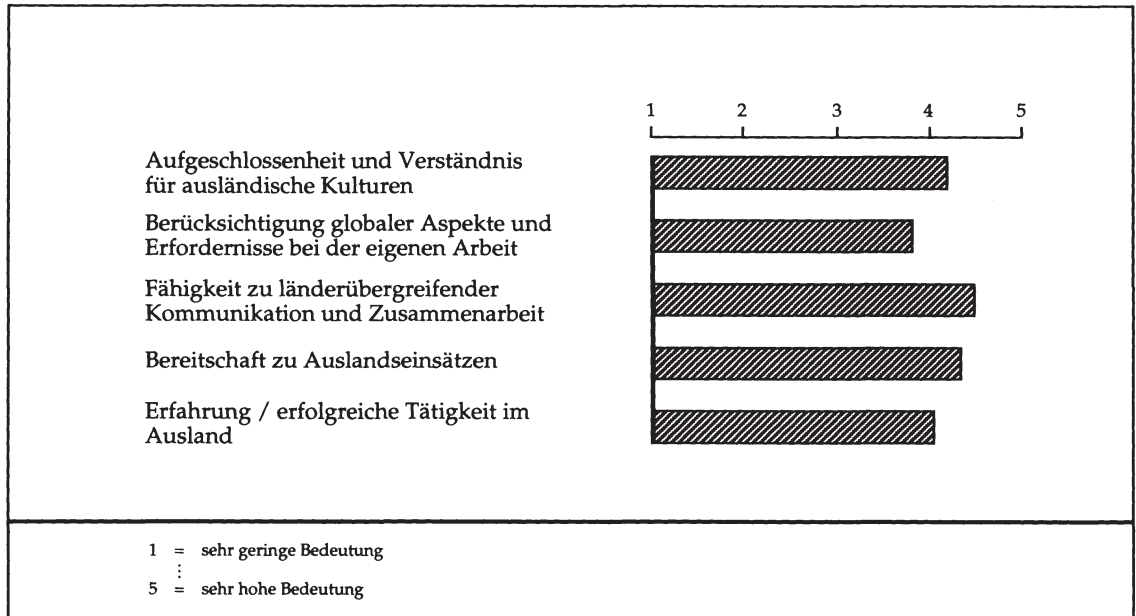 1 2 3 4 5
Aufgeschlossenheit und Verständnis
für ausländische Kulturen
Berücksichtigung globaler Aspekte und
Erfordernisse bei der eigenen Arbeit
Fähigkeit zu länderübergreifender
Kommunikation und Zusammenarbeit
Bereitschaft zu Auslandseinsätzen
Erfahrung / erfolgreiche Tätigkeit im
Ausland
1 = sehr geringe Bedeutung
⋮
5 = sehr hohe Bedeutung